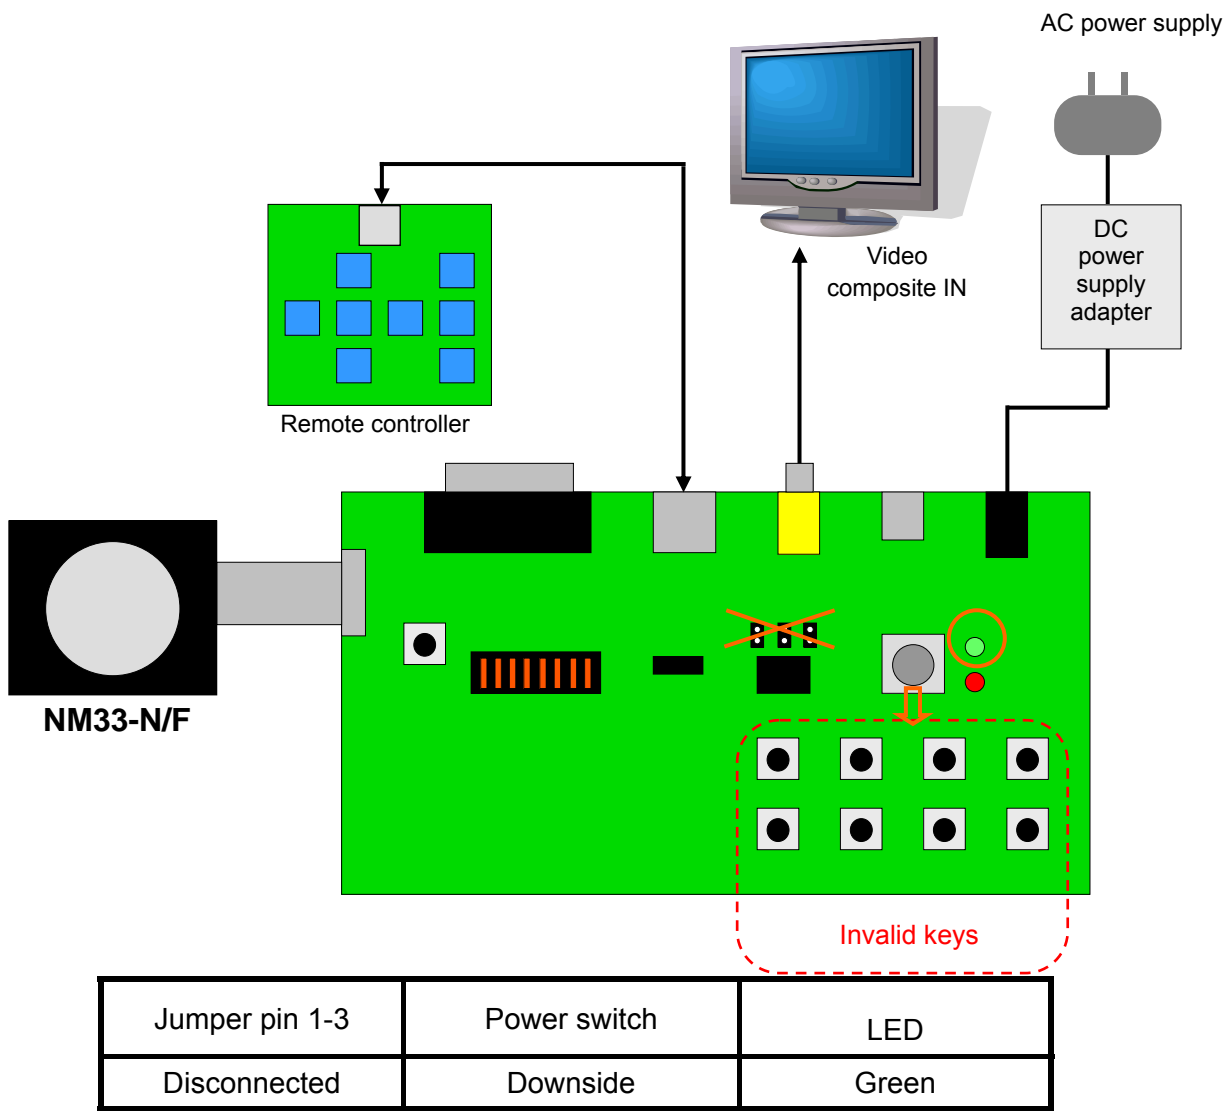 AC power supply
DC
power
supply
adapter
Video
composite IN
Remote controller
NM33-N/F
Invalid keys
Jumper pin 1-3
Power switch
LED
Disconnected
Downside
Green